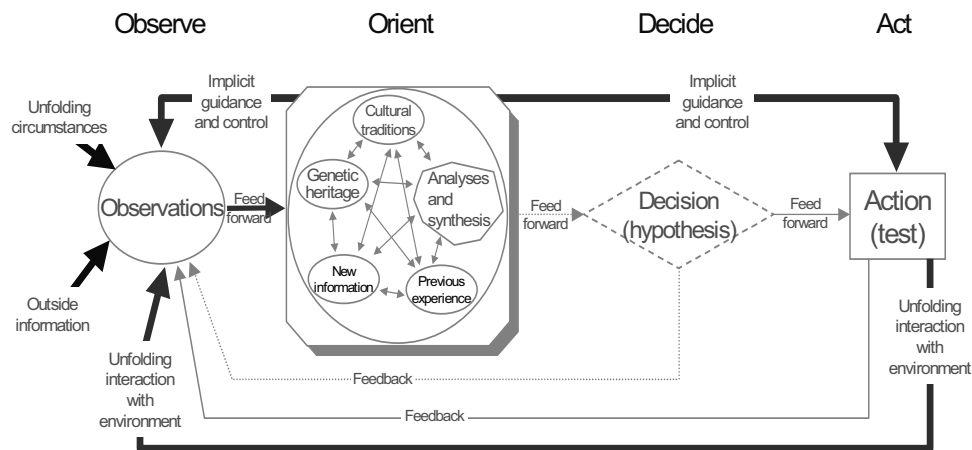 Observe
Orient
Decide
Act
Implicit
guidance
and control
Implicit
guidance
and control
Unfolding
circumstances
Cultural
traditions
Genetic
heritage
Analyses
and
synthesis
Observations
Feed
forward
Feed
forward
Decision
(hypothesis)
Feed
forward
Action
(test)
New
information
Previous
experience
Outside
information
Unfolding
interaction
with
environment
Unfolding
interaction
with
environment
Feedback
Feedback